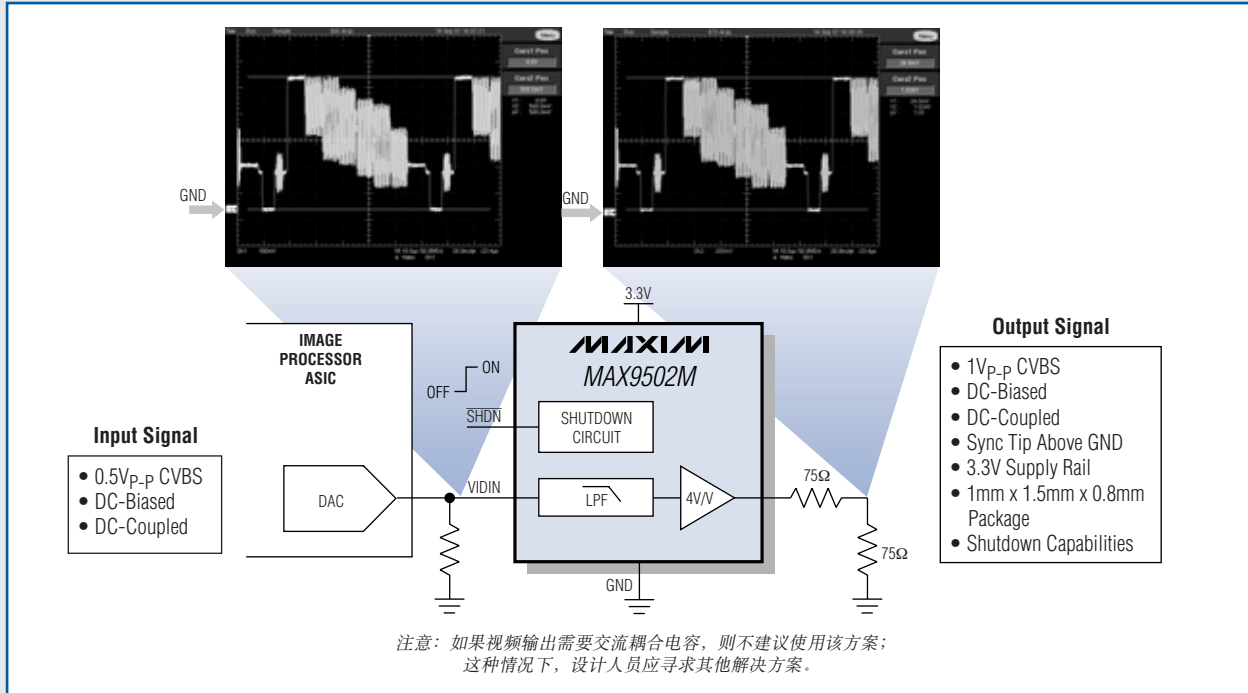 GND
GND
3.3V
IMAGE
PROCESSOR
ASIC
ON
OFF
SHDN
MAXIM
MAX9502M
SHUTDOWN
CIRCUIT
Input Signal
• 0.5VP-P CVBS
• DC-Biased
• DC-Coupled
DAC
VIDIN
LPF
4V/V
75Ω
75Ω
GND
Output Signal
• 1VP-P CVBS
• DC-Biased
• DC-Coupled
• Sync Tip Above GND
• 3.3V Supply Rail
• 1mm x 1.5mm x 0.8mm
Package
• Shutdown Capabilities
注意：如果视频输出需要交流耦合电容，则不建议使用该方案；
这种情况下，设计人员应寻求其他解决方案。